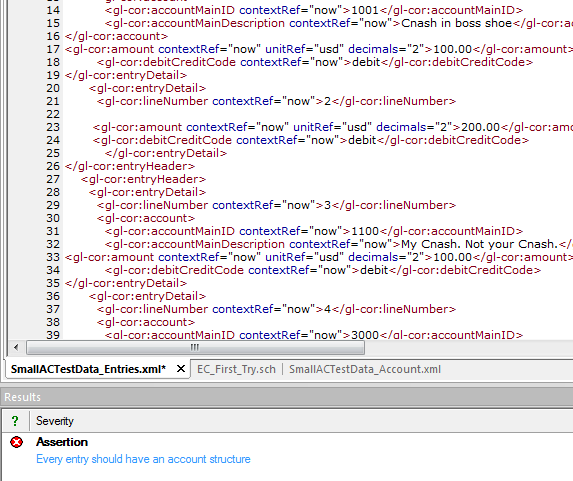 14 <gl-cor:accountMainID contextRef="now">1001</gl-cor:accountMainID>
15 <gl-cor:accountMainDescription contextRef="now">Cnash in boss shoe</gl-cor:a
16 </gl-cor:account>
17 <gl-cor:amount contextRef="now" unitRef="usd" decimals="2">100.00</gl-cor:amount>
18 <gl-cor:debitCreditCode contextRef="now">debit</gl-cor:debitCreditCode>
19 </gl-cor:entryDetail>
20 <gl-cor:entryDetail>
21 <gl-cor:lineNumber contextRef="now">2</gl-cor:lineNumber>
22
23 <gl-cor:amount contextRef="now" unitRef="usd" decimals="2">200.00</gl-cor:amo
24 <gl-cor:debitCreditCode contextRef="now">debit</gl-cor:debitCreditCode>
25 </gl-cor:entryDetail>
26 </gl-cor:entryHeader>
27 <gl-cor:entryHeader>
28 <gl-cor:entryDetail>
29 <gl-cor:lineNumber contextRef="now">3</gl-cor:lineNumber>
30 <gl-cor:account>
31 <gl-cor:accountMainID contextRef="now">1100</gl-cor:accountMainID>
32 <gl-cor:accountMainDescription contextRef="now">My Cnash. Not your Cnash.</
33 <gl-cor:amount contextRef="now" unitRef="usd" decimals="2">100.00</gl-cor:amount>
34 <gl-cor:debitCreditCode contextRef="now">debit</gl-cor:debitCreditCode>
35 </gl-cor:entryDetail>
36 <gl-cor:entryDetail>
37 <gl-cor:lineNumber contextRef="now">4</gl-cor:lineNumber>
38 <gl-cor:account>
39 <gl-cor:accountMainID contextRef="now">3000</gl-cor:accountMainID>
SmallACTestData_Entries.xml* EC_First_Try.sch SmallACTestData_Account.xml
Results
? Severity
Assertion
Every entry should have an account structure